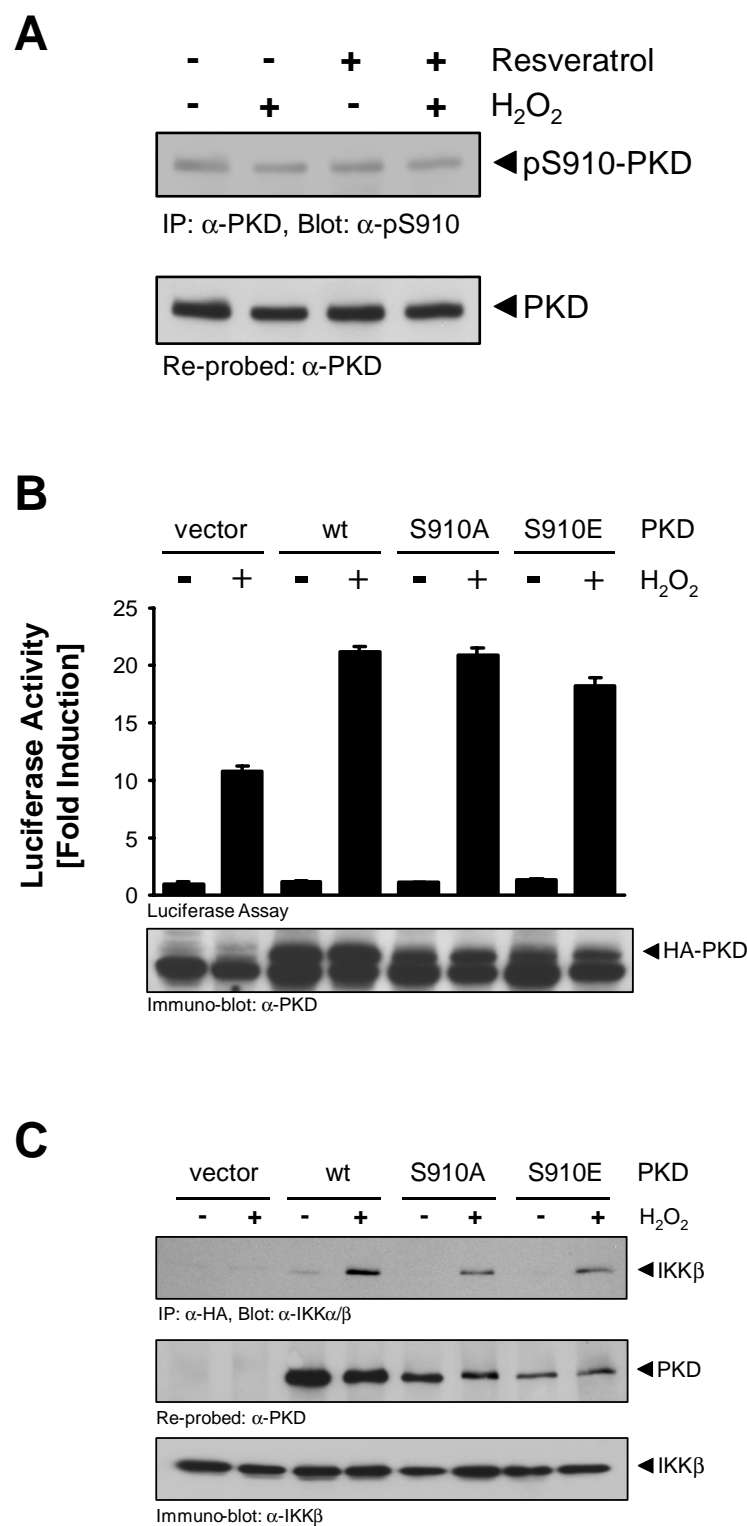 A
- - + + Resveratrol
- + - + H₂O₂
◄pS910-PKD
IP: α-PKD, Blot: α-pS910
◄PKD
Re-probed: α-PKD
B
vector wt S910A S910E PKD
- + - + - + - + H₂O₂
Luciferase Activity
[Fold Induction]
25
20
15
10
5
0
Luciferase Assay
◄HA-PKD
Immuno-blot: α-PKD
C
vector wt S910A S910E PKD
- + - + - + - + H₂O₂
◄IKKβ
IP: α-HA, Blot: α-IKKα/β
◄PKD
Re-probed: α-PKD
◄IKKβ
Immuno-blot: α-IKKβ